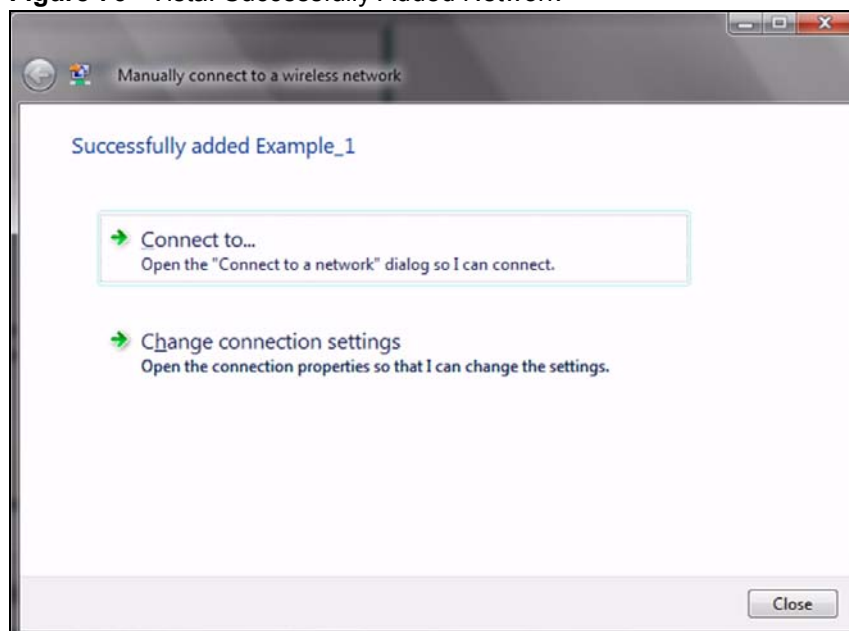 Manually connect to a wireless network
Successfully added Example_1
Connect to...
Open the "Connect to a network" dialog so I can connect.
Change connection settings
Open the connection properties so that I can change the settings.
Close